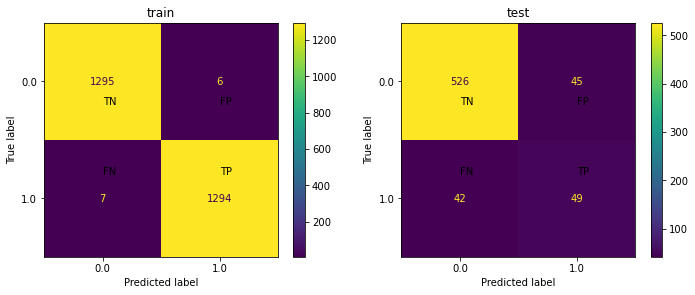 train
True label
0.0
1.0
1295
6
TN
FP
FN
TP
7
1294
0.0
1.0
Predicted label
1200
1000
800
600
400
200
test
True label
0.0
1.0
526
45
TN
FP
FN
TP
42
49
0.0
1.0
Predicted label
500
400
300
200
100